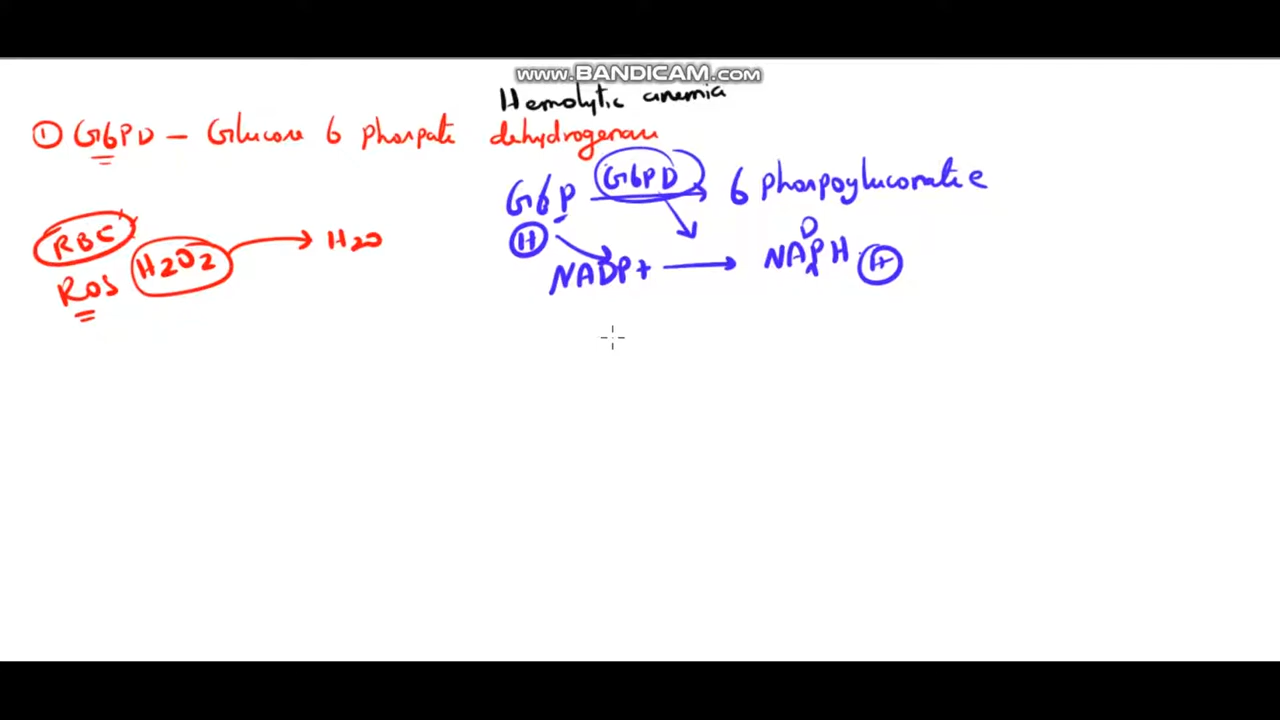 www.BANDICAM.com
Hemolytic anemia
① G6PD – Glucose 6 phospate dehydrogenase
G6P G6PD 6 phospogluconate
RBC H2O2 H2O
ROS
H NADP+ NADPH H